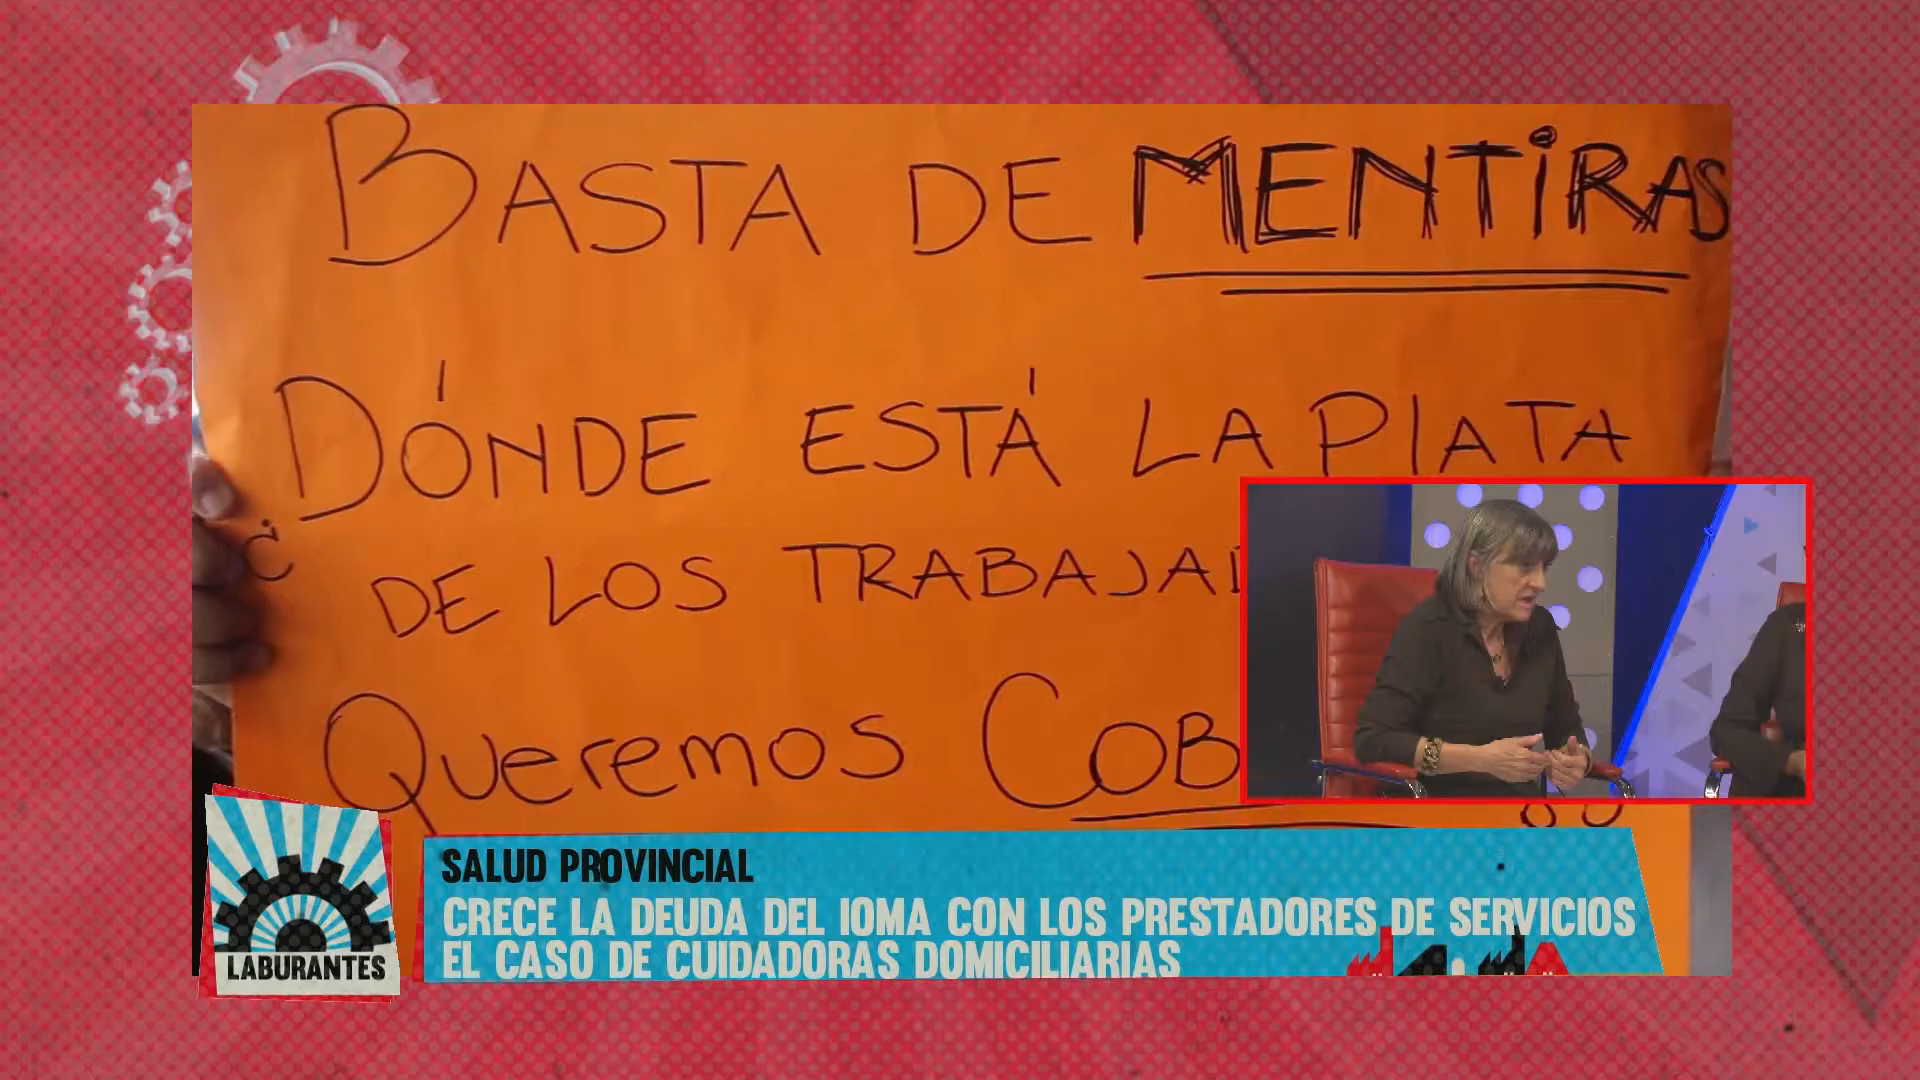 BASTA DE MENTIRAS
DÓNDE ESTÁ LA PLATA
¿
DE LOS
QUEREMOS
SALUD PROVINCIAL
CRECE LA DEUDA DEL IOMA CON LOS PRESTADORES DE SERVICIOS
EL CASO DE CUIDADORAS DOMICILIARIAS
LABURANTES